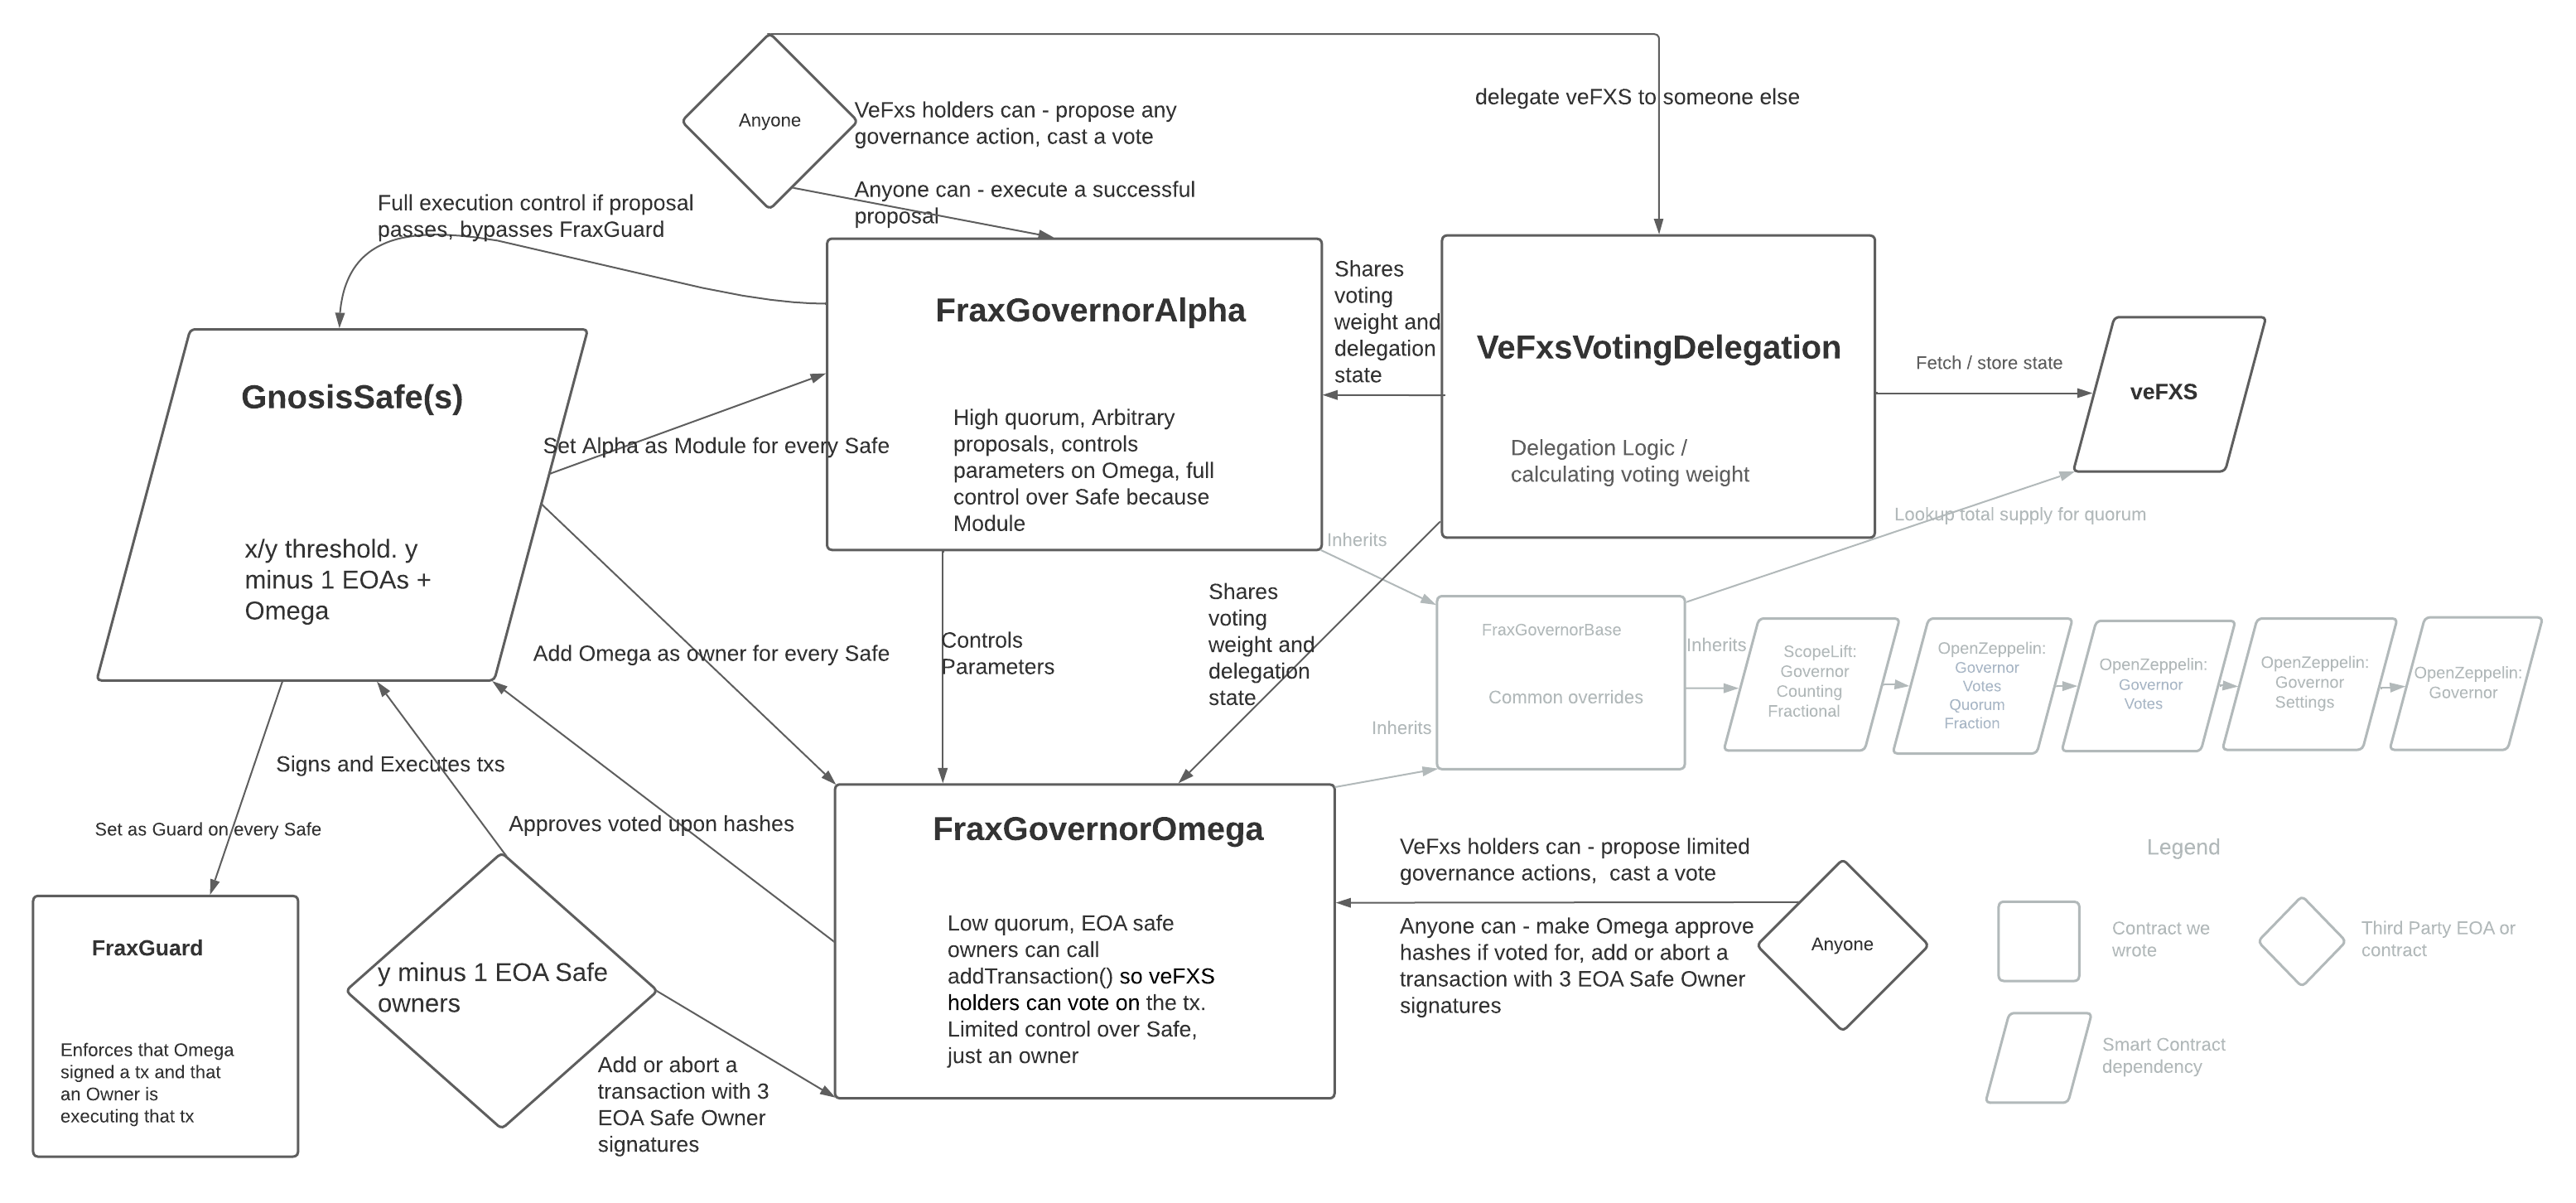 Anyone
VeFxs holders can - propose any
governance action, cast a vote
Anyone can - execute a successful
proposal
delegate veFXS to someone else
Full execution control if proposal
passes, bypasses FraxGuard
GnosisSafe(s)
x/y threshold. y
minus 1 EOAs +
Omega
Set Alpha as Module for every Safe
FraxGovernorAlpha
High quorum, Arbitrary
proposals, controls
parameters on Omega, full
control over Safe because
Module
Shares
voting
weight and
delegation
state
VeFxsVotingDelegation
Delegation Logic /
calculating voting weight
Fetch / store state
veFXS
Lookup total supply for quorum
Inherits
Add Omega as owner for every Safe
Controls
Parameters
Shares
voting
weight and
delegation
state
FraxGovernorBase
Common overrides
Inherits
Inherits
ScopeLift:
Governor
Counting
Fractional
OpenZeppelin:
Governor
Votes
Quorum
Fraction
OpenZeppelin:
Governor
Votes
OpenZeppelin:
Governor
Settings
OpenZeppelin:
Governor
Signs and Executes txs
Set as Guard on every Safe
Approves voted upon hashes
FraxGuard
Enforces that Omega
signed a tx and that
an Owner is
executing that tx
y minus 1 EOA Safe
owners
Add or abort a
transaction with 3
EOA Safe Owner
signatures
FraxGovernorOmega
Low quorum, EOA safe
owners can call
addTransaction() so veFXS
holders can vote on the tx.
Limited control over Safe,
just an owner
VeFxs holders can - propose limited
governance actions,  cast a vote
Anyone can - make Omega approve
hashes if voted for, add or abort a
transaction with 3 EOA Safe Owner
signatures
Anyone
Legend
Contract we
wrote
Third Party EOA or
contract
Smart Contract
dependency